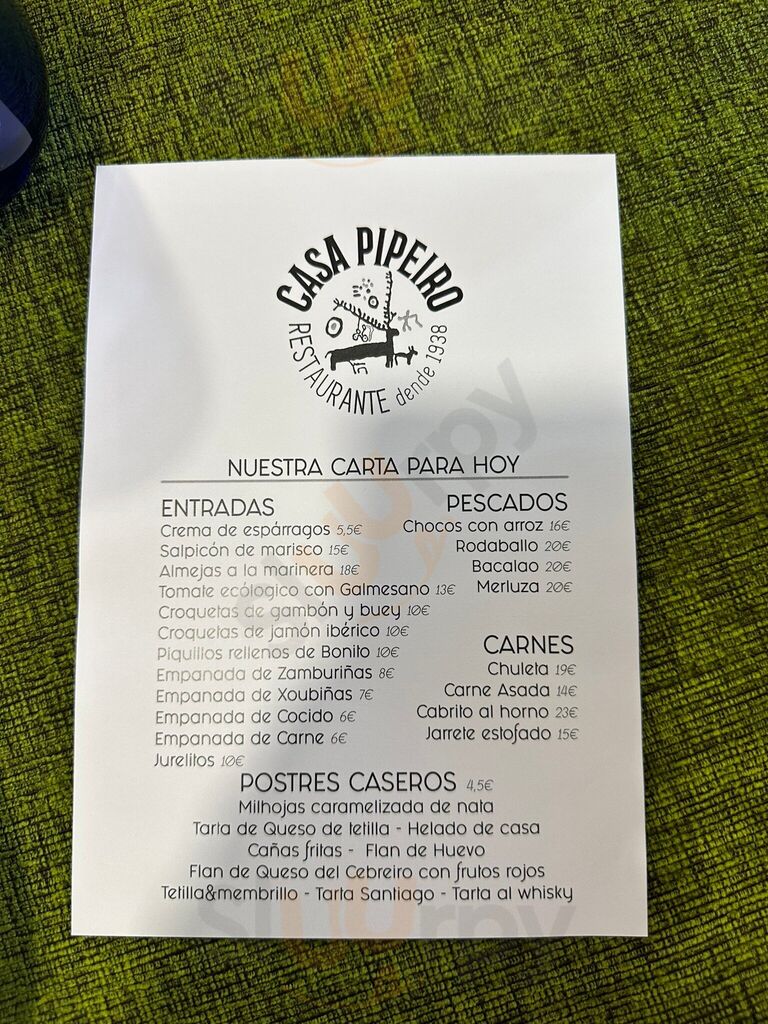 CASA PIPEIRO
RESTAURANTE dende 1938
NUESTRA CARTA PARA HOY
ENTRADAS
Crema de espárragos 5,5€
Salpicón de marisco 15€
Almejas a la marinera 18€
Tomate ecólogico con Galmesano 13€
Croquetas de gambón y buey 10€
Croquetas de jamón ibérico 10€
Piquillos rellenos de Bonito 10€
Empanada de Zamburiñas 8€
Empanada de Xoubiñas 7€
Empanada de Cocido 6€
Empanada de Carne 6€
Jurelitos 10€
PESCADOS
Chocos con arroz 16€
Rodaballo 20€
Bacalao 20€
Merluza 20€
CARNES
Chuleta 19€
Carne Asada 14€
Cabrito al horno 23€
Jarrete estofado 15€
POSTRES CASEROS 4,5€
Milhojas caramelizada de nata
Tarta de Queso de tetilla - Helado de casa
Cañas fritas - Flan de Huevo
Flan de Queso del Cebreiro con frutos rojos
Tetilla&membrillo - Tarta Santiago - Tarta al whisky
sluurpy
sluurpy